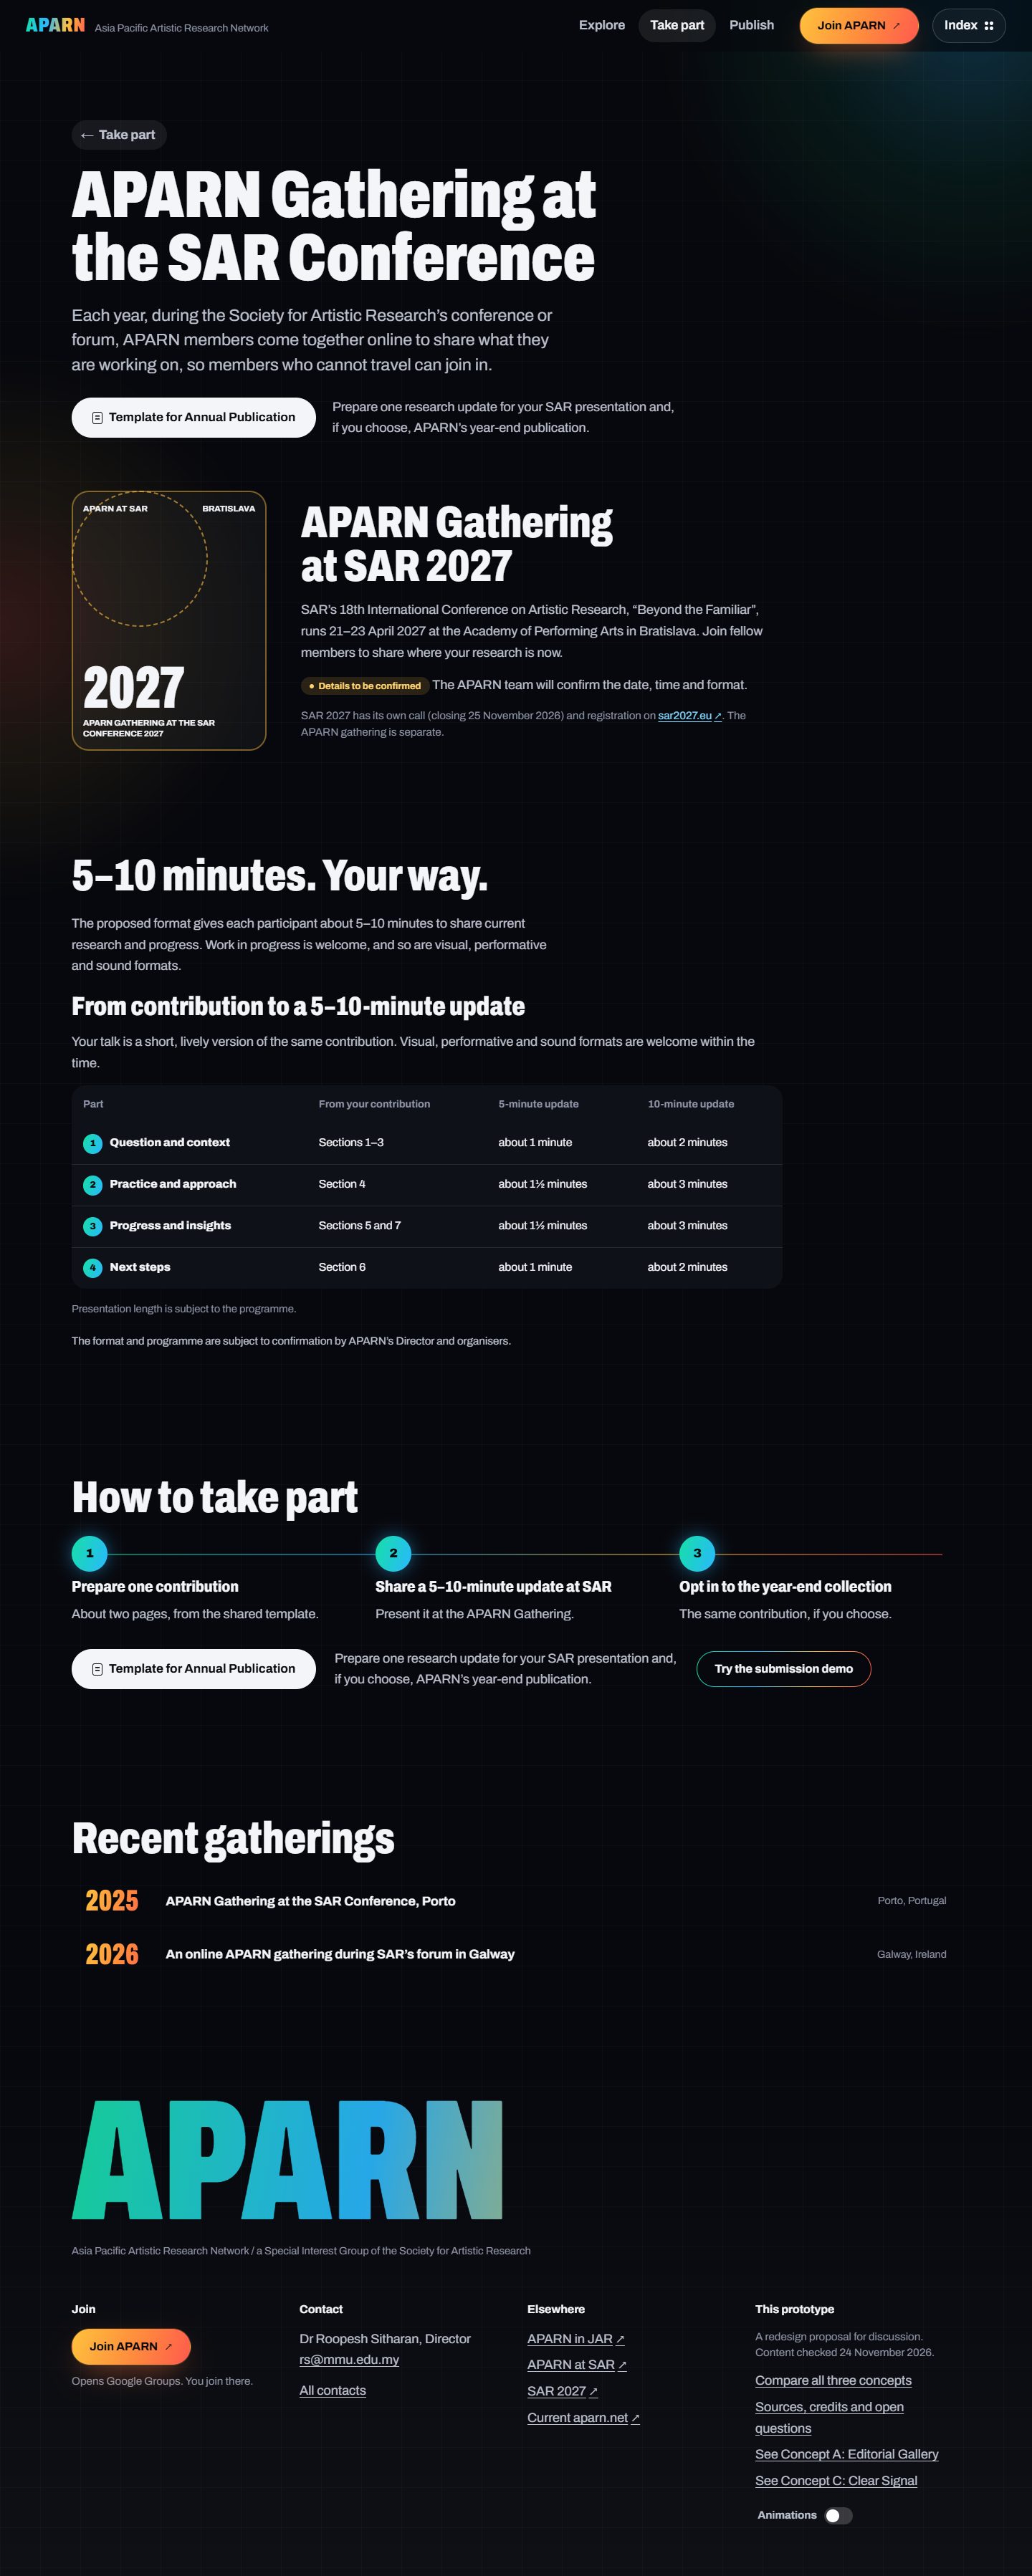 APARN Asia Pacific Artistic Research Network Explore Take part Publish Join APARN ↗ Index
← Take part
APARN Gathering at
the SAR Conference
Each year, during the Society for Artistic Research’s conference or
forum, APARN members come together online to share what they
are working on, so members who cannot travel can join in.
Template for Annual Publication
Prepare one research update for your SAR presentation and,
if you choose, APARN’s year-end publication.
APARN AT SAR BRATISLAVA
2027
APARN GATHERING AT THE SAR
CONFERENCE 2027
APARN Gathering
at SAR 2027
SAR’s 18th International Conference on Artistic Research, “Beyond the Familiar”,
runs 21–23 April 2027 at the Academy of Performing Arts in Bratislava. Join fellow
members to share where your research is now.
Details to be confirmed The APARN team will confirm the date, time and format.
SAR 2027 has its own call (closing 25 November 2026) and registration on sar2027.eu ↗. The
APARN gathering is separate.
5–10 minutes. Your way.
The proposed format gives each participant about 5–10 minutes to share current
research and progress. Work in progress is welcome, and so are visual, performative
and sound formats.
From contribution to a 5–10-minute update
Your talk is a short, lively version of the same contribution. Visual, performative and sound formats are welcome within the
time.
Part From your contribution 5-minute update 10-minute update
1 Question and context Sections 1–3 about 1 minute about 2 minutes
2 Practice and approach Section 4 about 1½ minutes about 3 minutes
3 Progress and insights Sections 5 and 7 about 1½ minutes about 3 minutes
4 Next steps Section 6 about 1 minute about 2 minutes
Presentation length is subject to the programme.
The format and programme are subject to confirmation by APARN’s Director and organisers.
How to take part
1 2 3
Prepare one contribution Share a 5–10-minute update at SAR Opt in to the year-end collection
About two pages, from the shared template. Present it at the APARN Gathering. The same contribution, if you choose.
Template for Annual Publication
Prepare one research update for your SAR presentation and,
if you choose, APARN’s year-end publication.
Try the submission demo
Recent gatherings
2025 APARN Gathering at the SAR Conference, Porto Porto, Portugal
2026 An online APARN gathering during SAR’s forum in Galway Galway, Ireland
APARN
Asia Pacific Artistic Research Network / a Special Interest Group of the Society for Artistic Research
Join
Join APARN ↗
Opens Google Groups. You join there.
Contact
Dr Roopesh Sitharan, Director
rs@mmu.edu.my
All contacts
Elsewhere
APARN in JAR ↗
APARN at SAR ↗
SAR 2027 ↗
Current aparn.net ↗
This prototype
A redesign proposal for discussion.
Content checked 24 November 2026.
Compare all three concepts
Sources, credits and open
questions
See Concept A: Editorial Gallery
See Concept C: Clear Signal
Animations